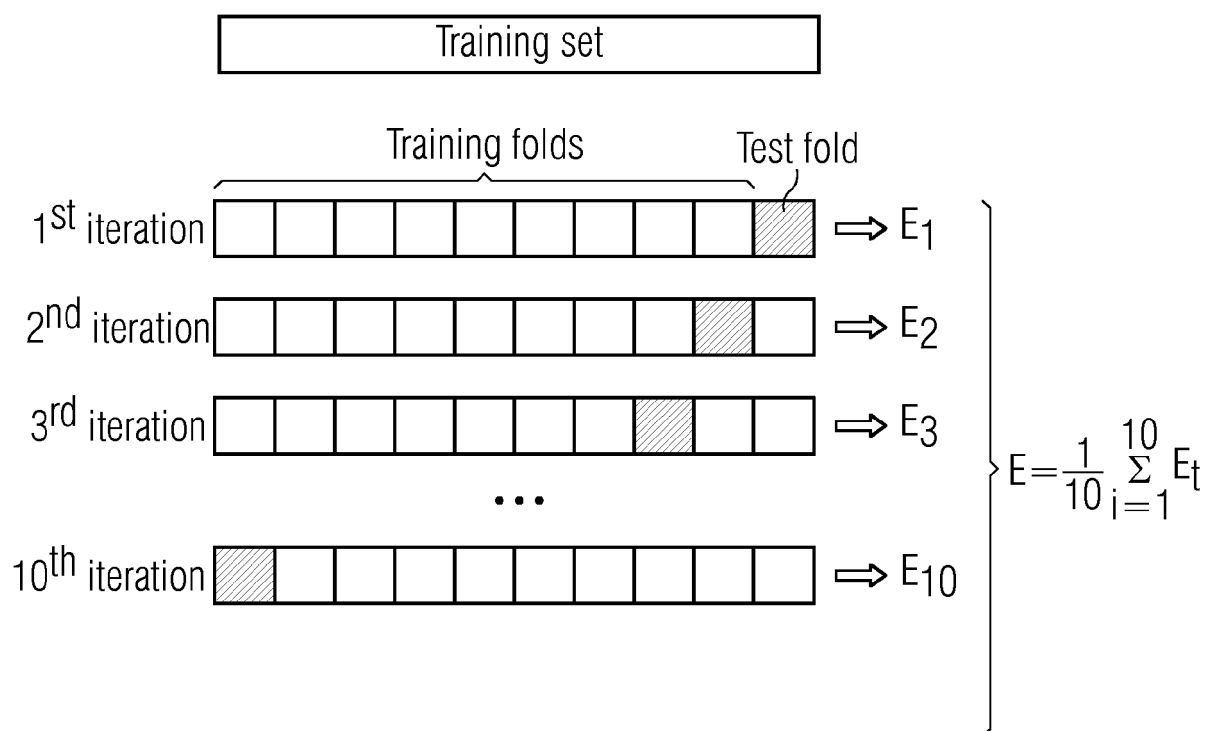 Training set
Training folds
Test fold
1st iteration
E1
2nd iteration
E2
3rd iteration
E3
...
10th iteration
E10
E = 1/10 Σ i=1 10 Et